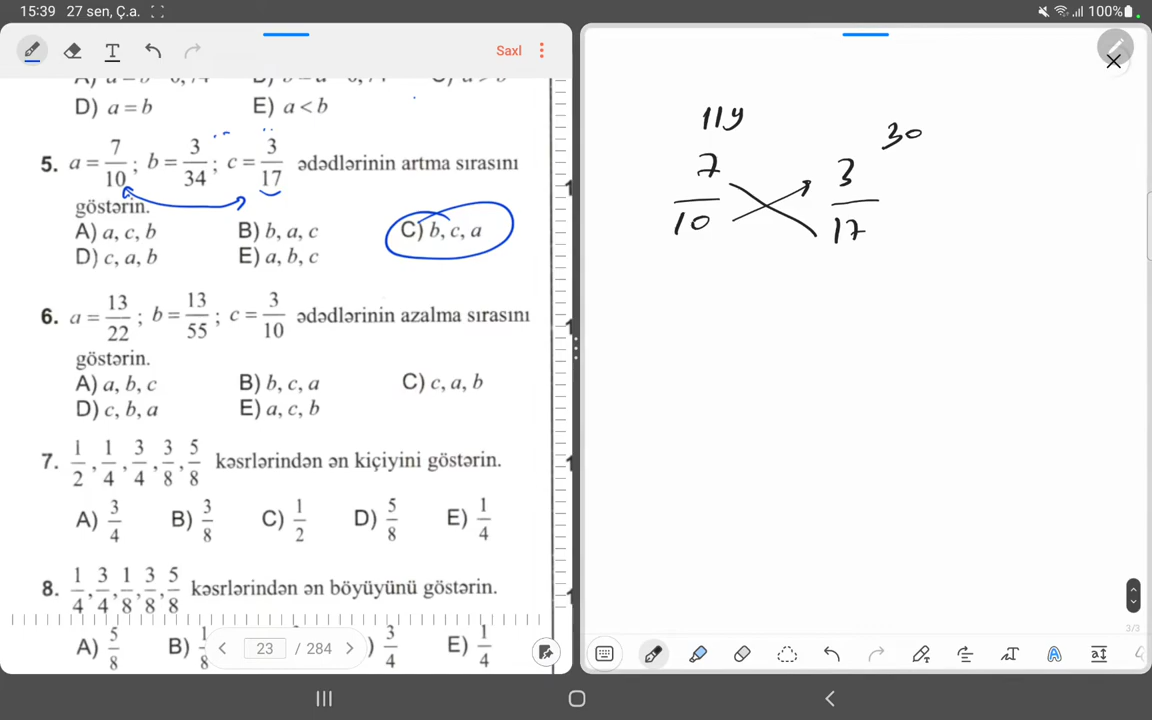 15:39 27 sen, Ç.a. 100%
Saxl
D) a = b E) a < b
5. a = 7/10 ; b = 3/34 ; c = 3/17 ədədlərinin artma sırasını
göstərin.
A) a, c, b B) b, a, c C) b, c, a
D) c, a, b E) a, b, c
6. a = 13/22 ; b = 13/55 ; c = 3/10 ədədlərinin azalma sırasını
göstərin.
A) a, b, c B) b, c, a C) c, a, b
D) c, b, a E) a, c, b
7. 1/2 , 1/4 , 3/4 , 3/8 , 5/8 kəsrlərindən ən kiçiyini göstərin.
A) 3/4 B) 3/8 C) 1/2 D) 5/8 E) 1/4
8. 1/4 , 3/4 , 1/8 , 3/8 , 5/8 kəsrlərindən ən böyüyünü göstərin.
A) 5/8 B) 1/8 ) 3/4 E) 1/4
23 / 284
30
7/10 3/17
3/3